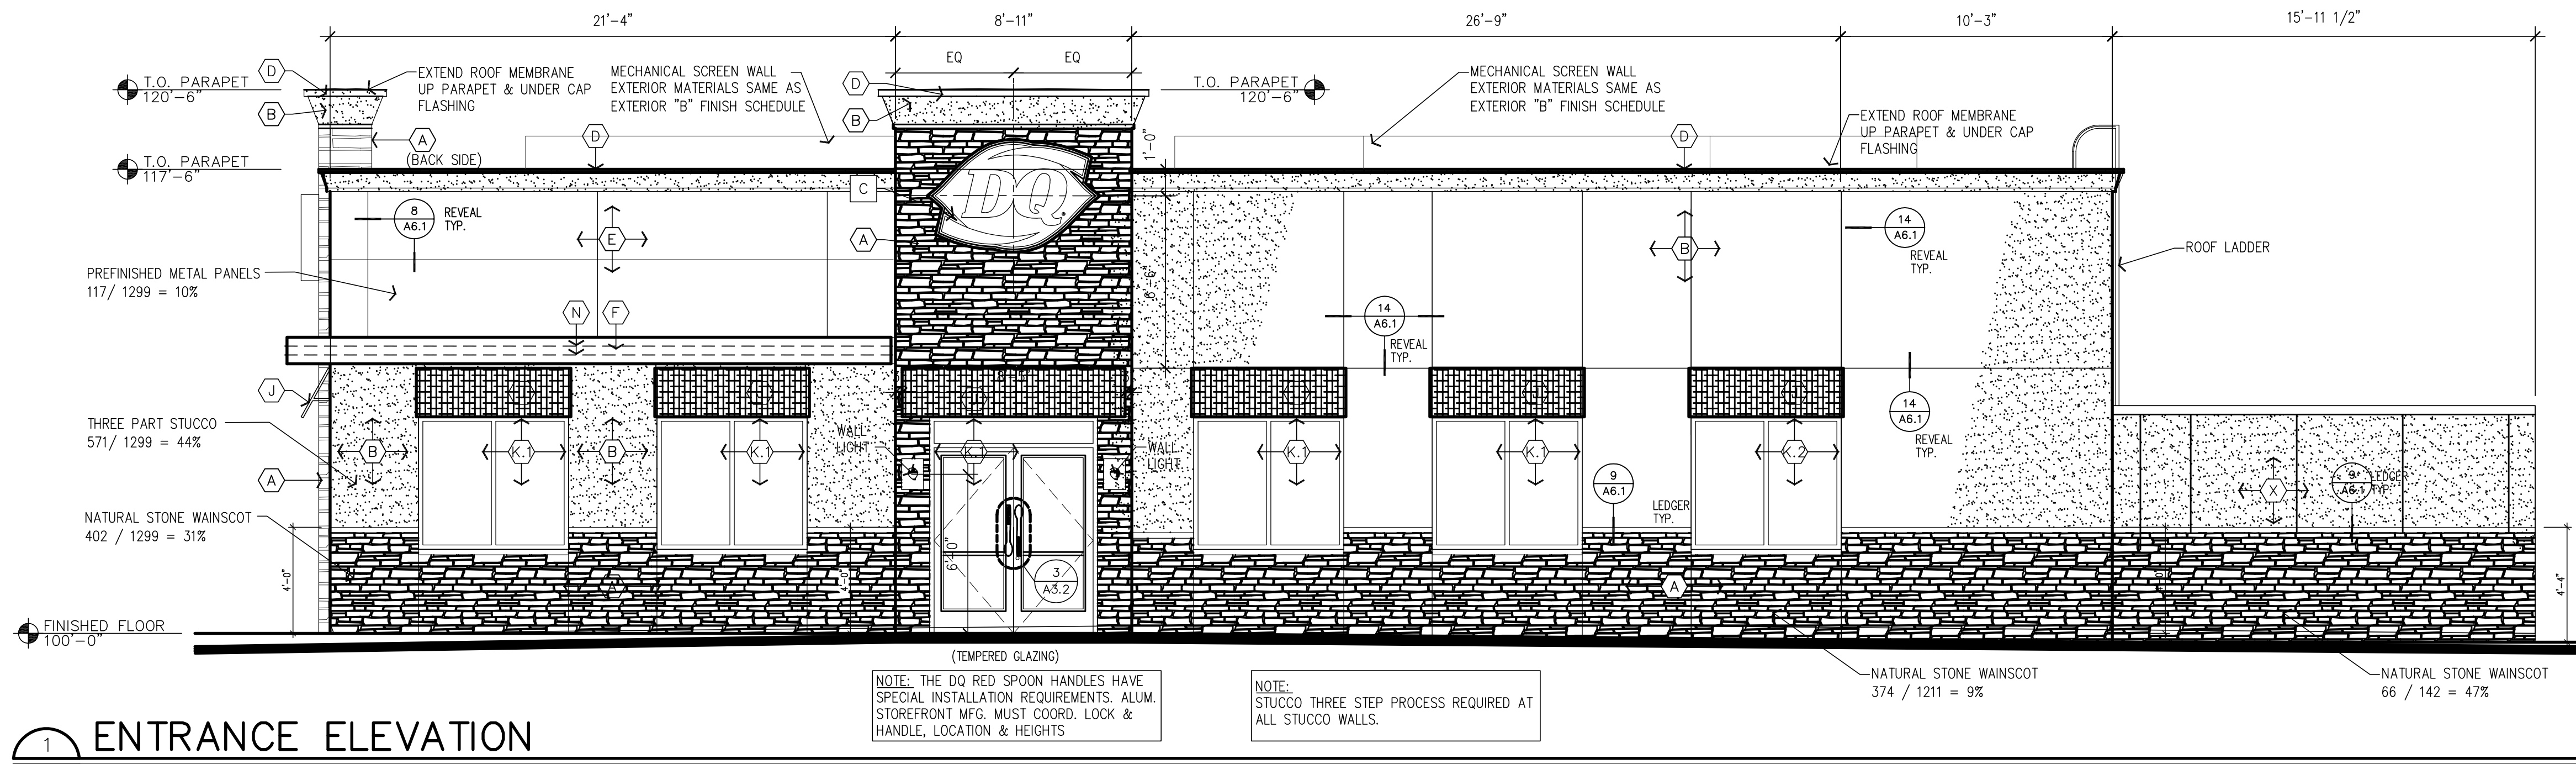 21'-4"
8'-11"
26'-9"
10'-3"
15'-11 1/2"
EQ
EQ
T.O. PARAPET
120'-6"
D
B
EXTEND ROOF MEMBRANE
UP PARAPET & UNDER CAP
FLASHING
MECHANICAL SCREEN WALL
EXTERIOR MATERIALS SAME AS
EXTERIOR "B" FINISH SCHEDULE
D
B
T.O. PARAPET
120'-6"
MECHANICAL SCREEN WALL
EXTERIOR MATERIALS SAME AS
EXTERIOR "B" FINISH SCHEDULE
EXTEND ROOF MEMBRANE
UP PARAPET & UNDER CAP
FLASHING
A
(BACK SIDE)
D
D
1'-0"
T.O. PARAPET
117'-6"
C
DQ
®
8
A6.1
REVEAL
TYP.
E
A
B
14
A6.1
REVEAL
TYP.
ROOF LADDER
PREFINISHED METAL PANELS
117/ 1299 = 10%
6'-6"
N
F
14
A6.1
REVEAL
TYP.
J
THREE PART STUCCO
571/ 1299 = 44%
14
A6.1
REVEAL
TYP.
B
K.1
B
K.1
WALL
LIGHT
K.1
WALL
LIGHT
K.1
K.1
K.2
A
9
A6.1
LEDGER
TYP.
X
9
A6.1
LEDGER
TYP.
NATURAL STONE WAINSCOT
402 / 1299 = 31%
4'-0"
A
4'-0"
6'-10"
3
A3.2
A
4'-4"
FINISHED FLOOR
100'-0"
(TEMPERED GLAZING)
NOTE: THE DQ RED SPOON HANDLES HAVE
SPECIAL INSTALLATION REQUIREMENTS. ALUM.
STOREFRONT MFG. MUST COORD. LOCK &
HANDLE, LOCATION & HEIGHTS
NOTE:
STUCCO THREE STEP PROCESS REQUIRED AT
ALL STUCCO WALLS.
NATURAL STONE WAINSCOT
374 / 1211 = 9%
NATURAL STONE WAINSCOT
66 / 142 = 47%
1
ENTRANCE ELEVATION